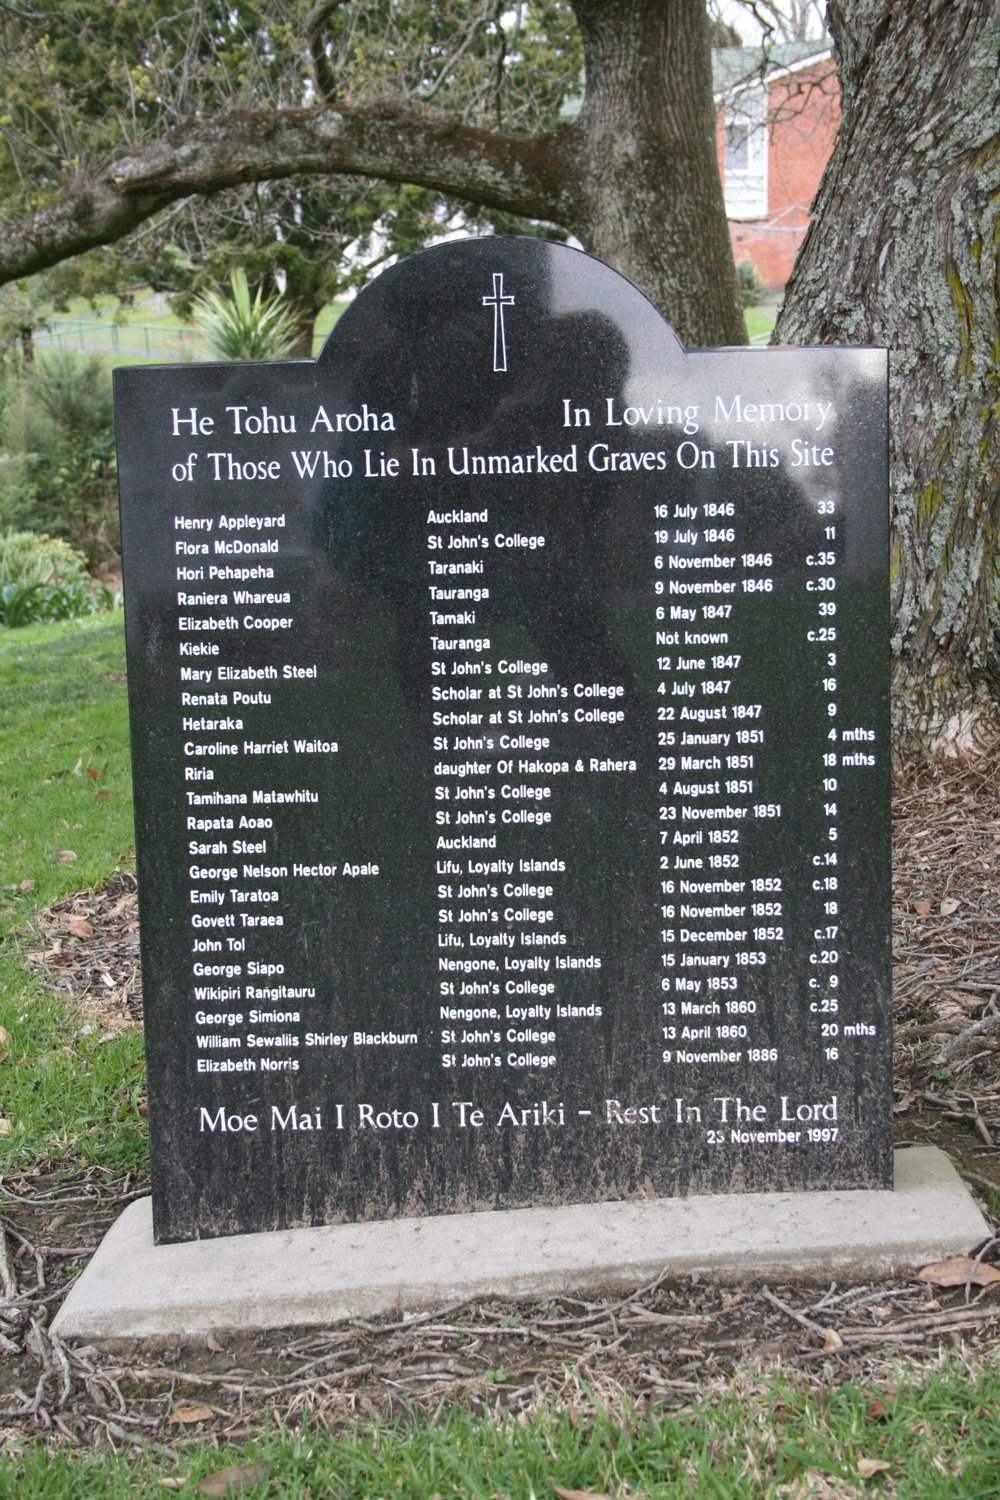 He Tohu Aroha In Loving Memory
of Those Who Lie In Unmarked Graves On This Site
Henry Appleyard Auckland 16 July 1846 33
Flora McDonald St John's College 19 July 1846 11
Hori Pehapeha Taranaki 6 November 1846 c.35
Raniera Whareua Tauranga 9 November 1846 c.30
Elizabeth Cooper Tamaki 6 May 1847 39
Kiekie Tauranga Not known c.25
Mary Elizabeth Steel St John's College 12 June 1847 3
Renata Poutu Scholar at St John's College 4 July 1847 16
Hetaraka Scholar at St John's College 22 August 1847 9
Caroline Harriet Waitoa St John's College 25 January 1851 4 mths
Riria daughter Of Hakopa & Rahera 29 March 1851 18 mths
Tamihana Matawhitu St John's College 4 August 1851 10
Rapata Aoao St John's College 23 November 1851 14
Sarah Steel Auckland 7 April 1852 5
George Nelson Hector Apale Lifu, Loyalty Islands 2 June 1852 c.14
Emily Taratoa St John's College 16 November 1852 c.18
Govett Taraea St John's College 16 November 1852 18
John Tol Lifu, Loyalty Islands 15 December 1852 c.17
George Siapo Nengone, Loyalty Islands 15 January 1853 c.20
Wikipiri Rangitauru St John's College 6 May 1853 c. 9
George Simiona Nengone, Loyalty Islands 13 March 1860 c.25
William Sewaliis Shirley Blackburn St John's College 13 April 1860 20 mths
Elizabeth Norris St John's College 9 November 1886 16
Moe Mai I Roto I Te Ariki – Rest In The Lord
23 November 1997